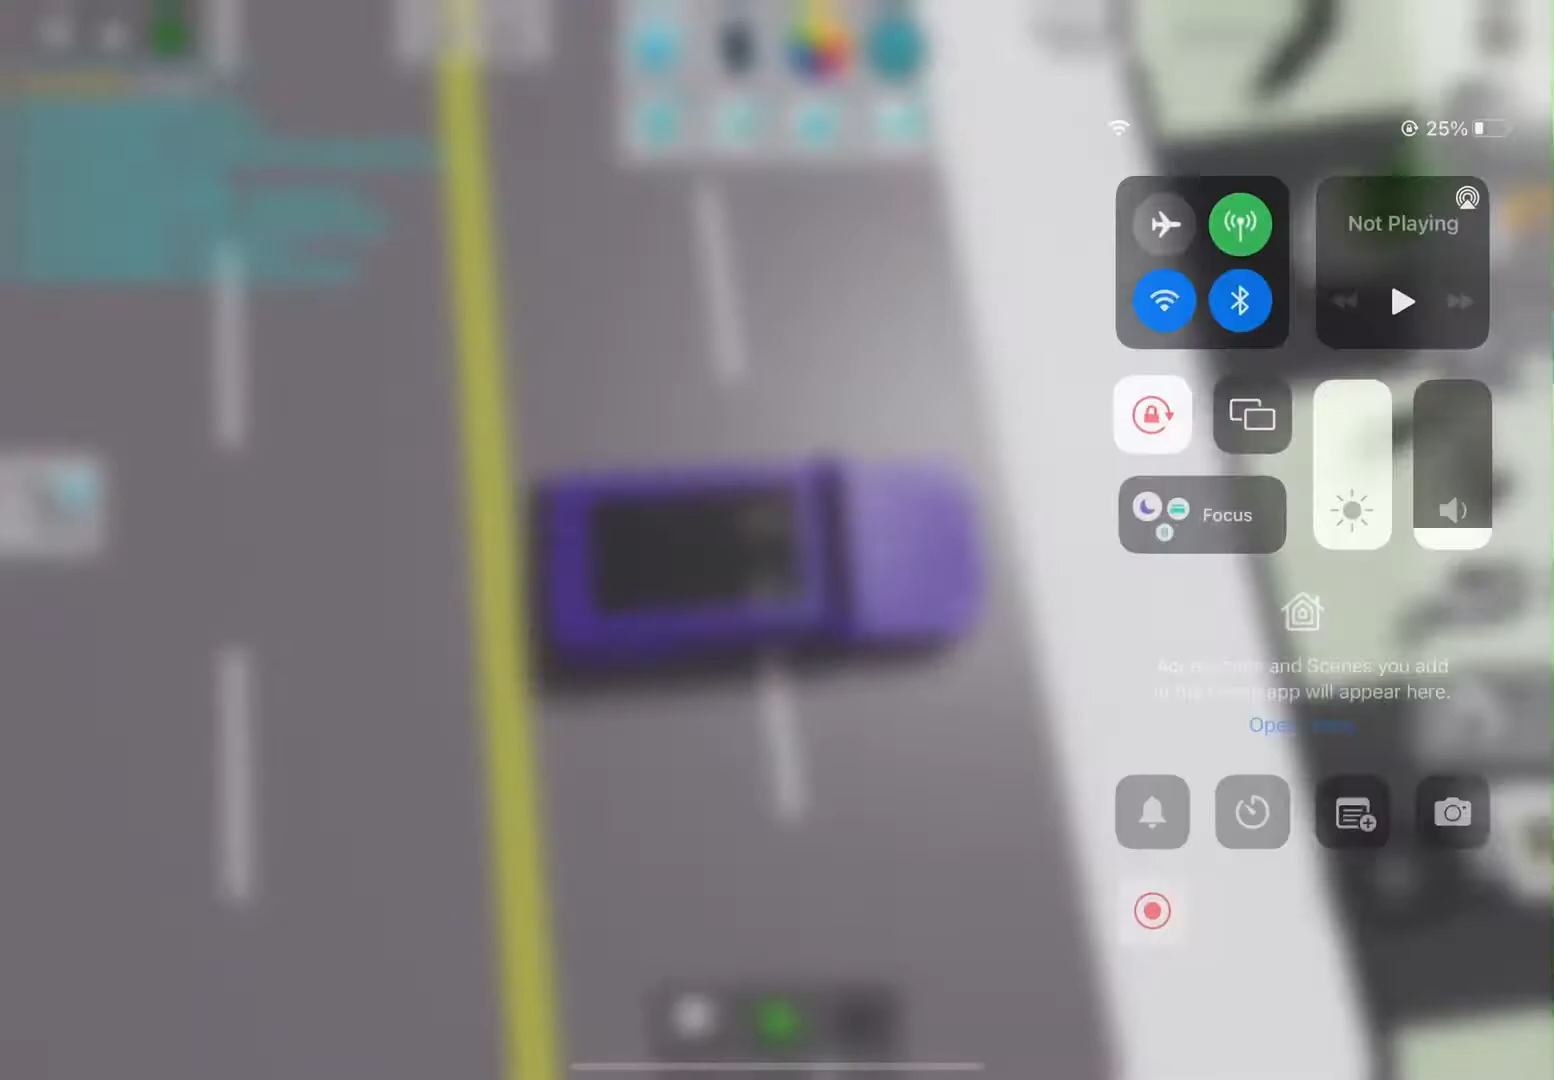 25%
Not Playing
Focus
and Scenes you add
app will appear here.